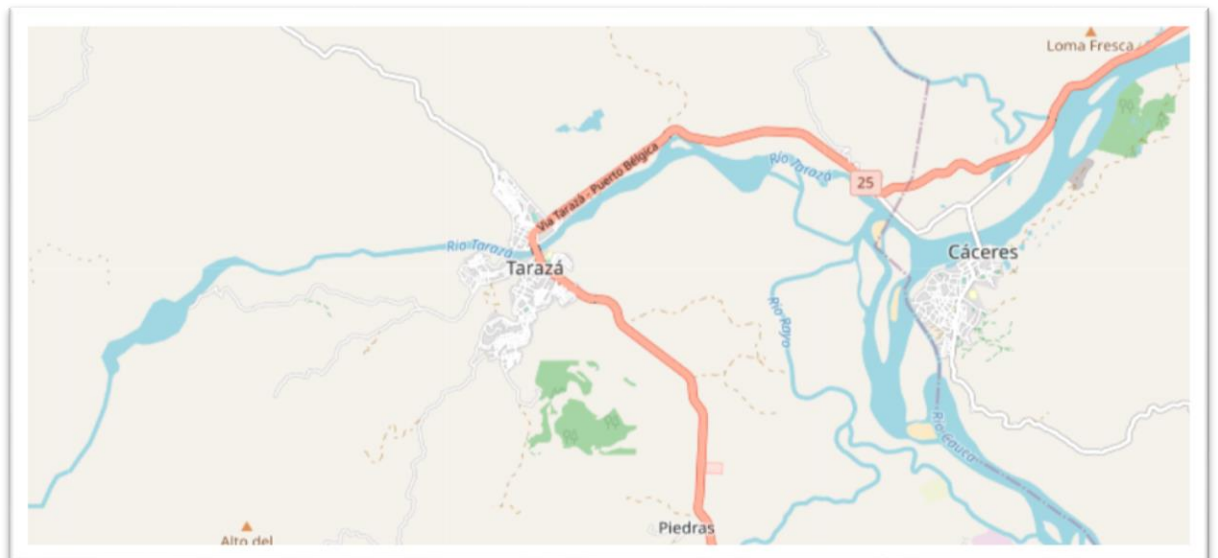 Loma Fresca
Vía Tarazá - Puerto Bélgica
Río Tarazá
25
Río Tarazá
Tarazá
Cáceres
Río Rayo
Río Cauca
Piedras
Alto del